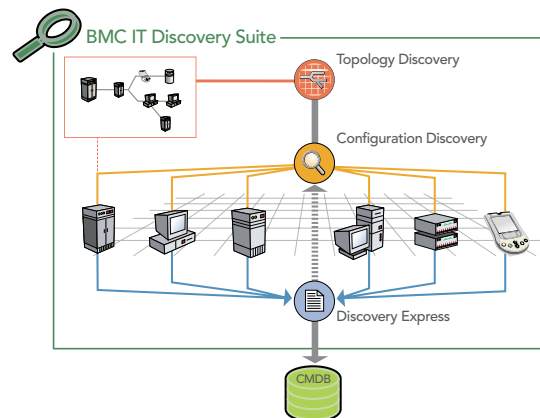 BMC IT Discovery Suite
Topology Discovery
Configuration Discovery
Discovery Express
CMDB